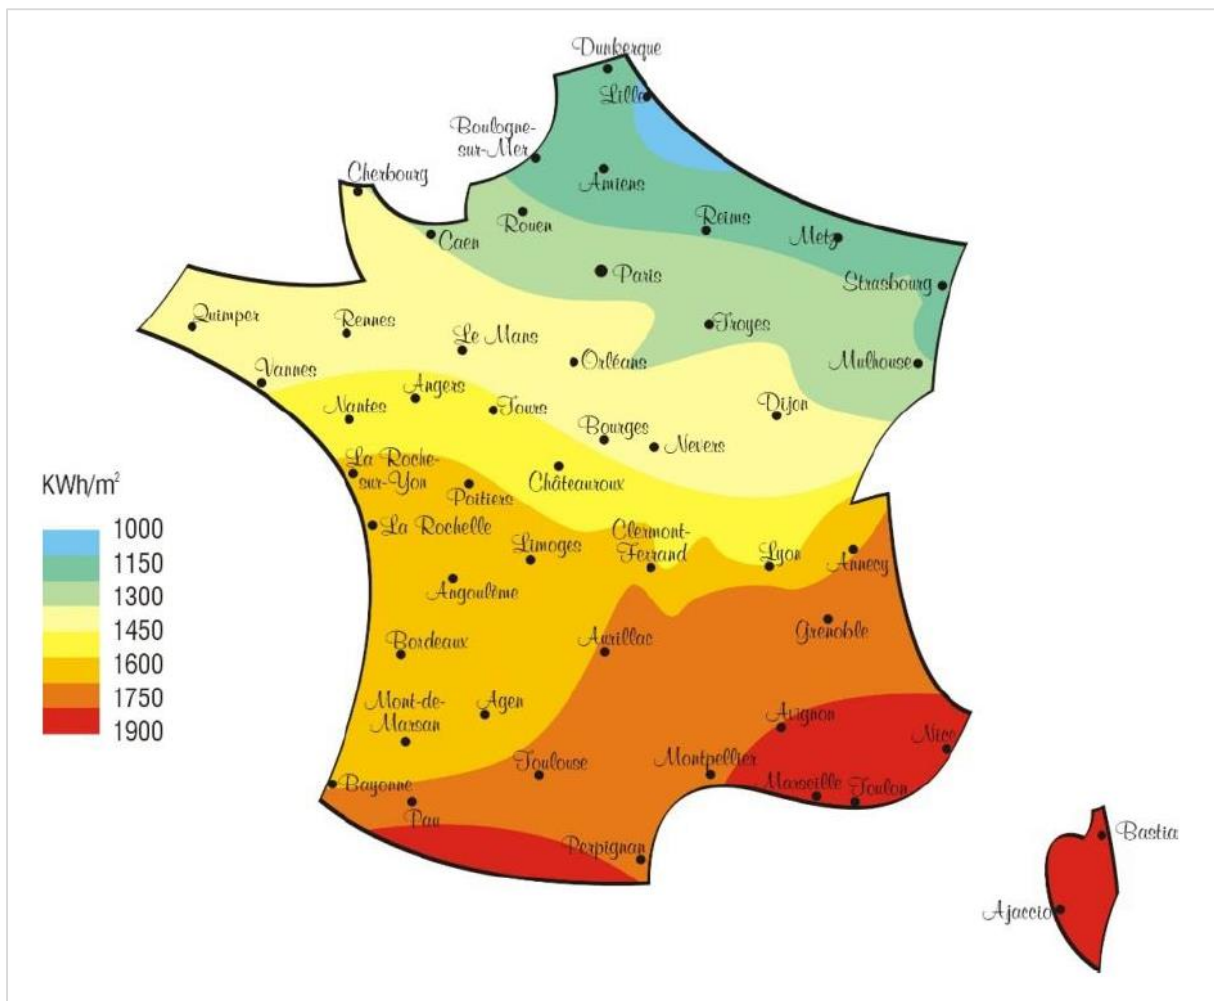 Dunkerque
Lille
Boulogne-
sur-Mer
Cherbourg
Amiens
Rouen
Reims
Caen
Metz
Paris
Strasbourg
Quimper
Rennes
Troyes
Le Mans
Orléans
Mulhouse
Vannes
Angers
Nantes
Tours
Dijon
Bourges
Nevers
La Roche-
sur-Yon
Châteauroux
Poitiers
KWh/m²
1000
1150
1300
1450
1600
1750
1900
La Rochelle
Clermont-
Ferrand
Limoges
Lyon
Annecy
Angoulême
Grenoble
Bordeaux
Aurillac
Mont-de-
Marsan
Agen
Avignon
Nice
Toulouse
Montpellier
Bayonne
Marseille
Toulon
Pau
Perpignan
Bastia
Ajaccio